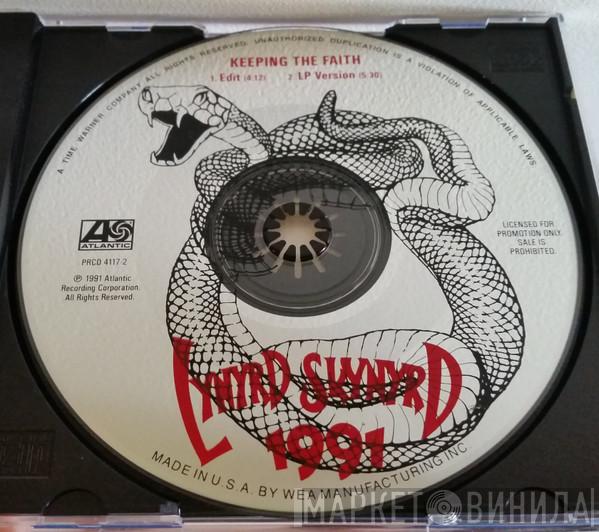 A TIME WARNER COMPANY ALL RIGHTS RESERVED. UNAUTHORIZED DUPLICATION IS A VIOLATION OF APPLICABLE LAWS
KEEPING THE FAITH
1. Edit (4:12) 2. LP Version (5:30)
ATLANTIC
PRCD 4117-2
℗ 1991 Atlantic
Recording Corporation.
All Rights Reserved.
LICENSED FOR
PROMOTION ONLY.
SALE IS
PROHIBITED.
LYNYRD SKYNYRD
1991
MADE IN U.S.A. BY WEA MANUFACTURING INC.
МАРКЕТ ВИНИЛА